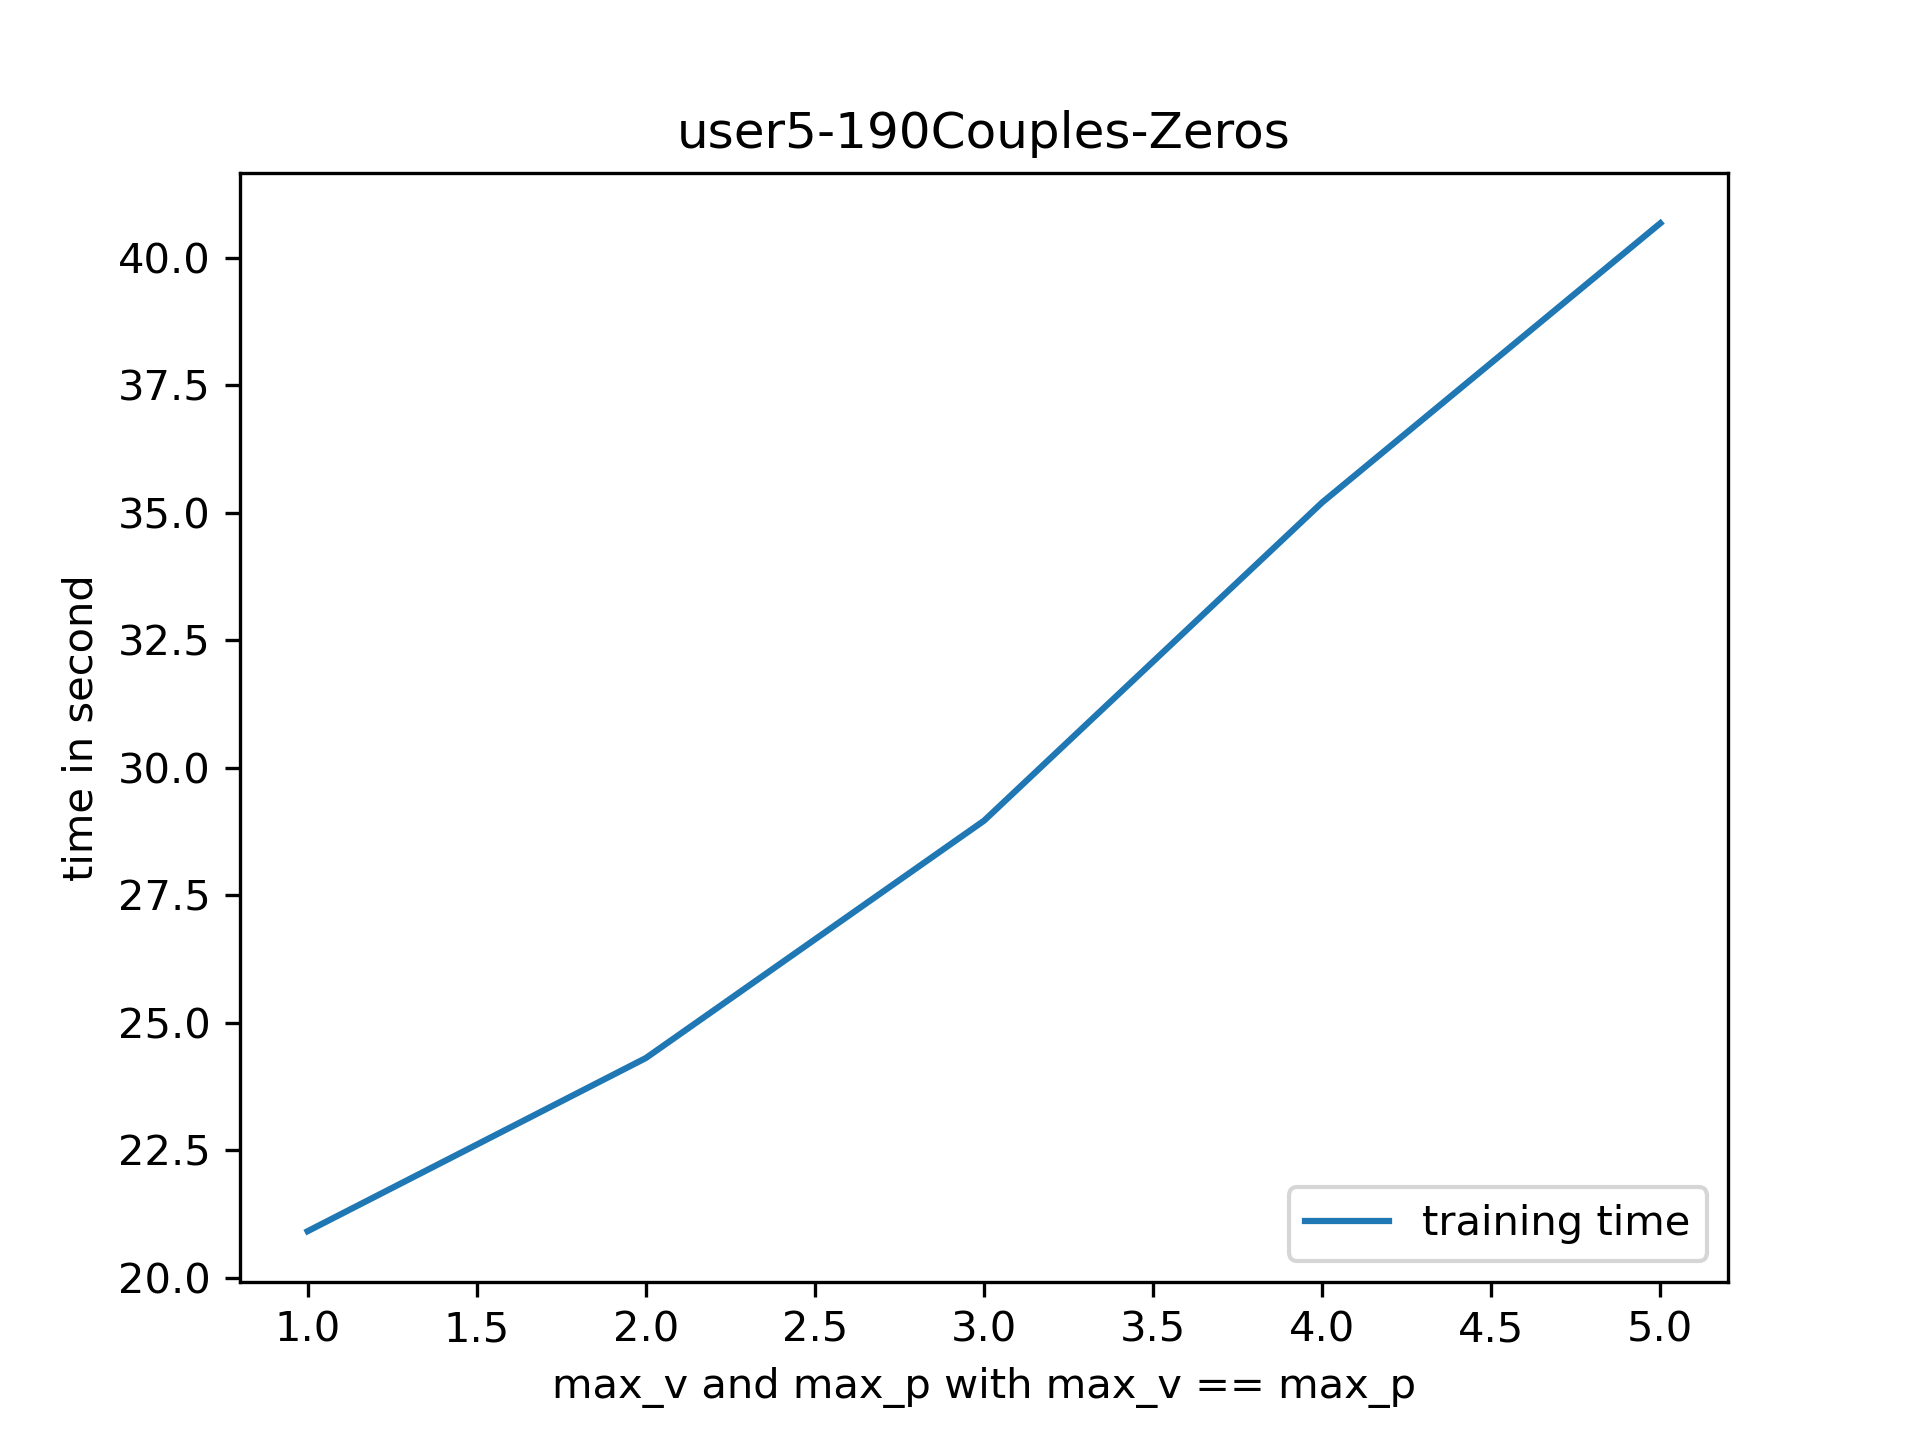 user5-190Couples-Zeros
40.0
37.5
35.0
32.5
30.0
27.5
25.0
22.5
20.0
time in second
training time
1.0 1.5 2.0 2.5 3.0 3.5 4.0 4.5 5.0
max_v and max_p with max_v == max_p